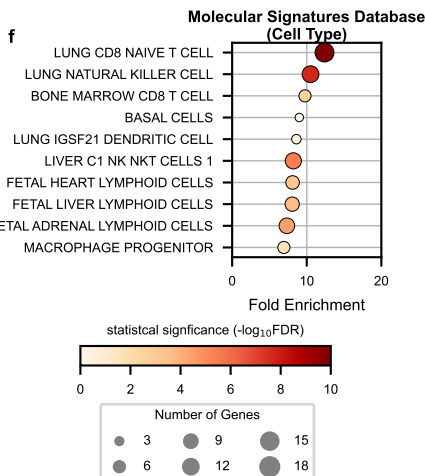 Molecular Signatures Database
(Cell Type)
f
LUNG CD8 NAIVE T CELL
LUNG NATURAL KILLER CELL
BONE MARROW CD8 T CELL
BASAL CELLS
LUNG IGSF21 DENDRITIC CELL
LIVER C1 NK NKT CELLS 1
FETAL HEART LYMPHOID CELLS
FETAL LIVER LYMPHOID CELLS
ETAL ADRENAL LYMPHOID CELLS
MACROPHAGE PROGENITOR
0 10 20
Fold Enrichment
statistcal signficance (-log₁₀FDR)
0 2 4 6 8 10
Number of Genes
3 9 15
6 12 18